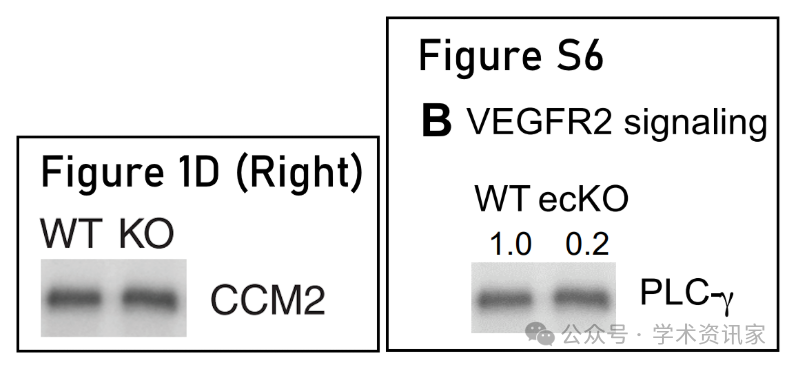 Figure 1D (Right)
WT KO
CCM2
Figure S6
B VEGFR2 signaling
WT ecKO
1.0 0.2
PLC-γ
公众号 · 学术资讯家